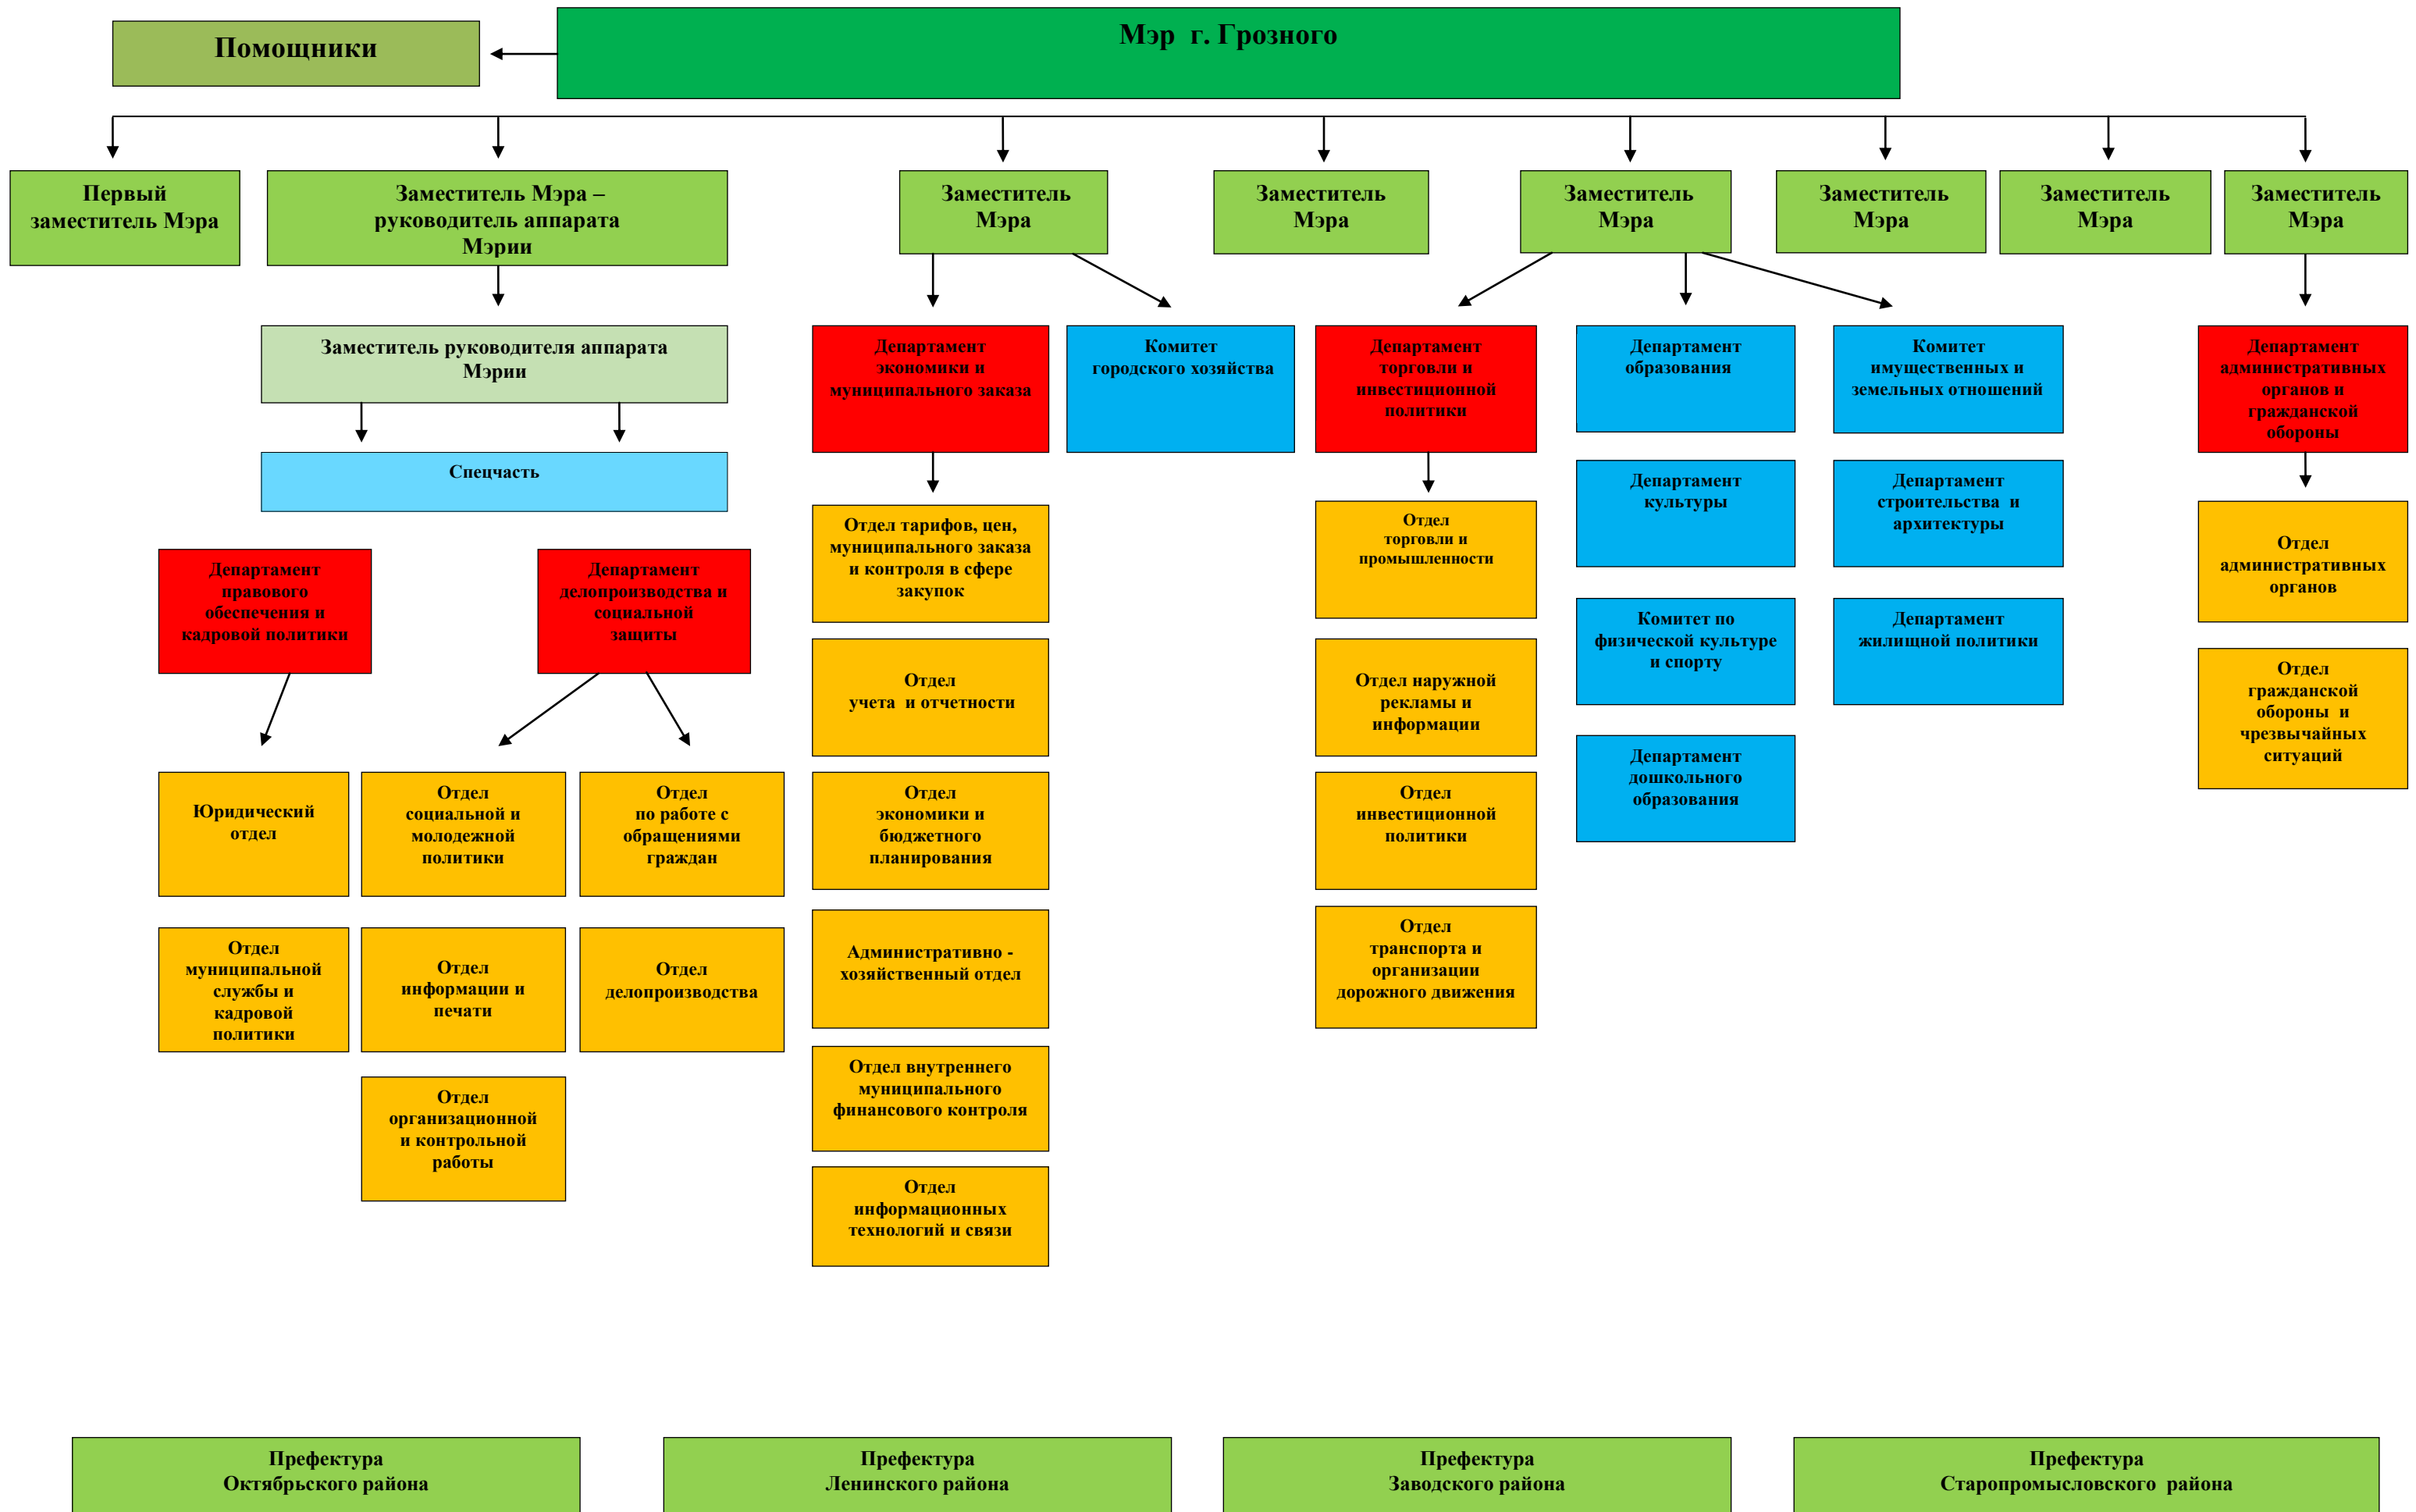 Помощники
Мэр г. Грозного
Первый
заместитель Мэра
Заместитель Мэра –
руководитель аппарата
Мэрии
Заместитель
Мэра
Заместитель
Мэра
Заместитель
Мэра
Заместитель
Мэра
Заместитель
Мэра
Заместитель
Мэра
Заместитель руководителя аппарата
Мэрии
Спецчасть
Департамент
правового
обеспечения и
кадровой политики
Департамент
делопроизводства и
социальной
защиты
Юридический
отдел
Отдел
социальной и
молодежной
политики
Отдел
по работе с
обращениями
граждан
Отдел
муниципальной
службы и
кадровой
политики
Отдел
информации и
печати
Отдел
делопроизводства
Отдел
организационной
и контрольной
работы
Департамент
экономики и
муниципального заказа
Комитет
городского хозяйства
Отдел тарифов, цен,
муниципального заказа
и контроля в сфере
закупок
Отдел
учета и отчетности
Отдел
экономики и
бюджетного
планирования
Административно -
хозяйственный отдел
Отдел внутреннего
муниципального
финансового контроля
Отдел
информационных
технологий и связи
Департамент
торговли и
инвестиционной
политики
Отдел
торговли и
промышленности
Отдел наружной
рекламы и
информации
Отдел
инвестиционной
политики
Отдел
транспорта и
организации
дорожного движения
Департамент
образования
Департамент
культуры
Комитет по
физической культуре
и спорту
Департамент
дошкольного
образования
Комитет
имущественных и
земельных отношений
Департамент
строительства и
архитектуры
Департамент
жилищной политики
Департамент
административных
органов и
гражданской
обороны
Отдел
административных
органов
Отдел
гражданской
обороны и
чрезвычайных
ситуаций
Префектура
Октябрьского района
Префектура
Ленинского района
Префектура
Заводского района
Префектура
Старопромысловского района